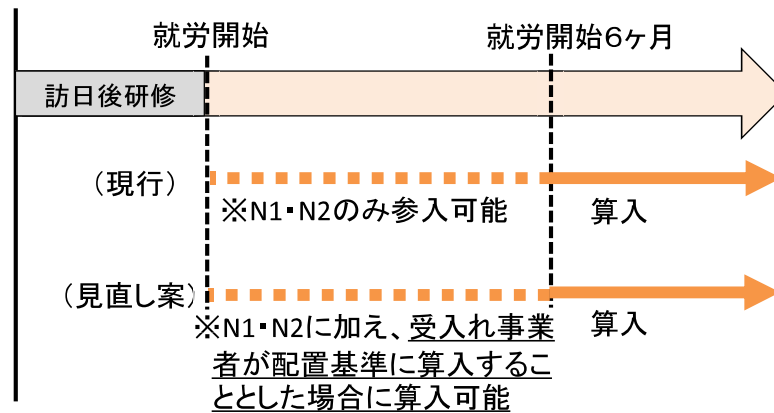 就労開始
就労開始6ヶ月
訪日後研修
（現行）
※N1・N2のみ参入可能
算入
（見直し案）
※N1・N2に加え、受入れ事業
者が配置基準に算入するこ
ととした場合に算入可能
算入